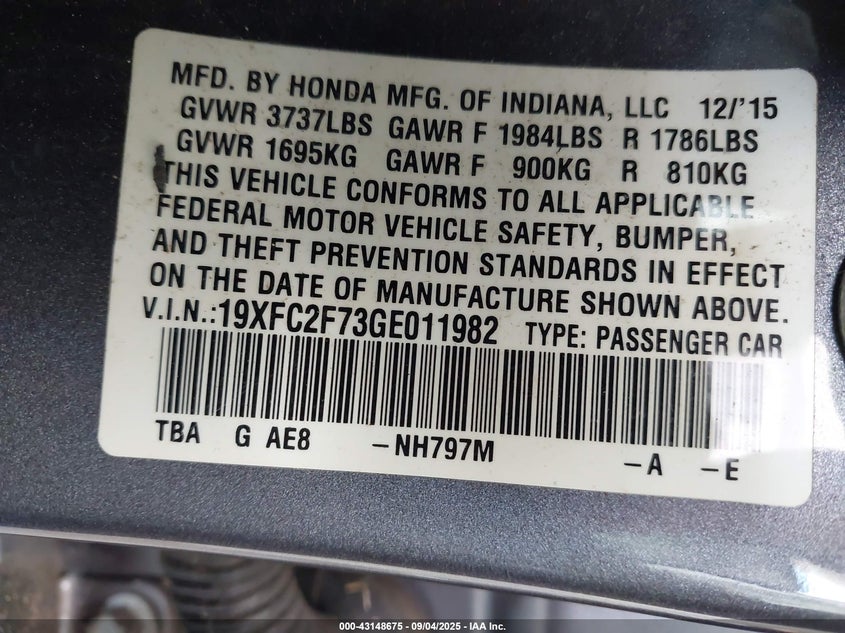 MFD. BY HONDA MFG. OF INDIANA, LLC 12/'15
GVWR 3737LBS GAWR F 1984LBS R 1786LBS
GVWR 1695KG GAWR F 900KG R 810KG
THIS VEHICLE CONFORMS TO ALL APPLICABLE
FEDERAL MOTOR VEHICLE SAFETY, BUMPER,
AND THEFT PREVENTION STANDARDS IN EFFECT
ON THE DATE OF MANUFACTURE SHOWN ABOVE.
V.I.N.:19XFC2F73GE011982 TYPE: PASSENGER CAR
TBA G AE8 -NH797M -A -E
000-43148675 - 09/04/2025 - IAA Inc.